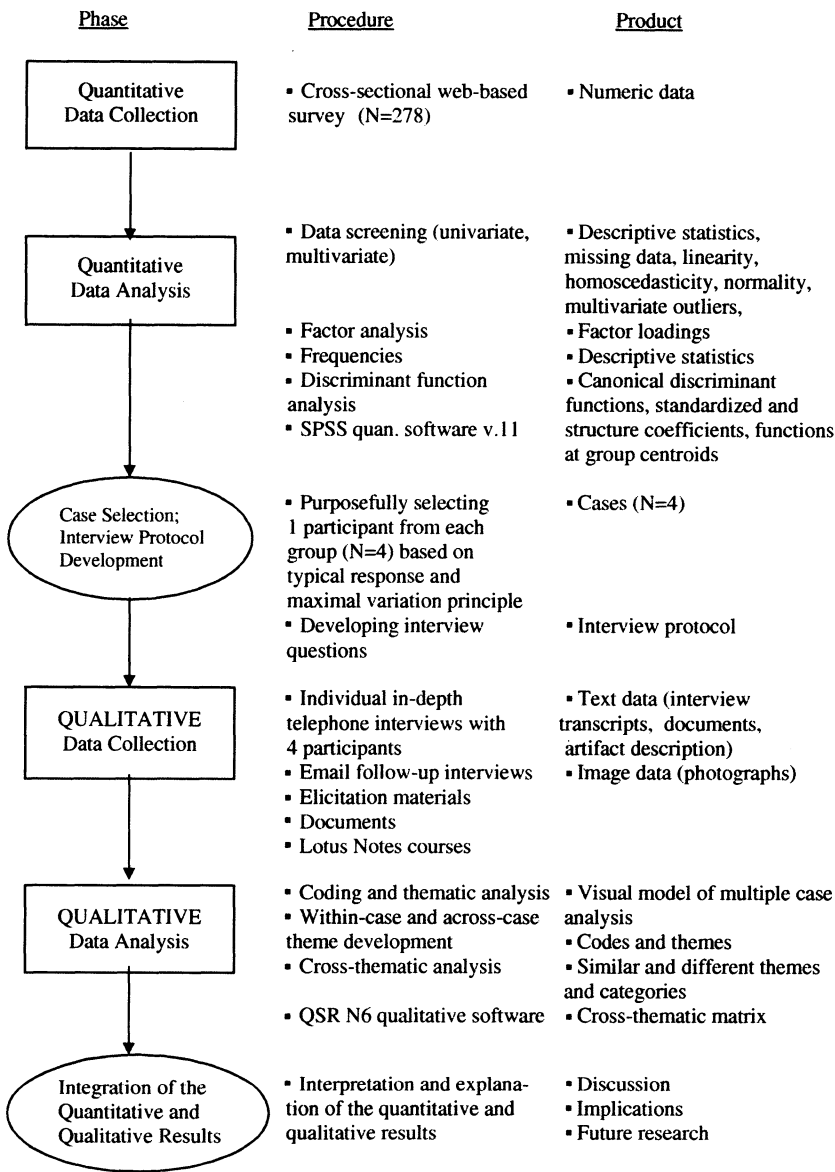 Phase
Procedure
Product
Quantitative
Data Collection
▪ Cross-sectional web-based
survey (N=278)
▪ Numeric data
Quantitative
Data Analysis
▪ Data screening (univariate,
multivariate)
▪ Factor analysis
▪ Frequencies
▪ Discriminant function
analysis
▪ SPSS quan. software v.11
▪ Descriptive statistics,
missing data, linearity,
homoscedasticity, normality,
multivariate outliers,
▪ Factor loadings
▪ Descriptive statistics
▪ Canonical discriminant
functions, standardized and
structure coefficients, functions
at group centroids
Case Selection;
Interview Protocol
Development
▪ Purposefully selecting
1 participant from each
group (N=4) based on
typical response and
maximal variation principle
▪ Developing interview
questions
▪ Cases (N=4)
▪ Interview protocol
QUALITATIVE
Data Collection
▪ Individual in-depth
telephone interviews with
4 participants
▪ Email follow-up interviews
▪ Elicitation materials
▪ Documents
▪ Lotus Notes courses
▪ Text data (interview
transcripts, documents,
artifact description)
▪ Image data (photographs)
QUALITATIVE
Data Analysis
▪ Coding and thematic analysis
▪ Within-case and across-case
theme development
▪ Cross-thematic analysis
▪ QSR N6 qualitative software
▪ Visual model of multiple case
analysis
▪ Codes and themes
▪ Similar and different themes
and categories
▪ Cross-thematic matrix
Integration of the
Quantitative and
Qualitative Results
▪ Interpretation and explana-
tion of the quantitative and
qualitative results
▪ Discussion
▪ Implications
▪ Future research